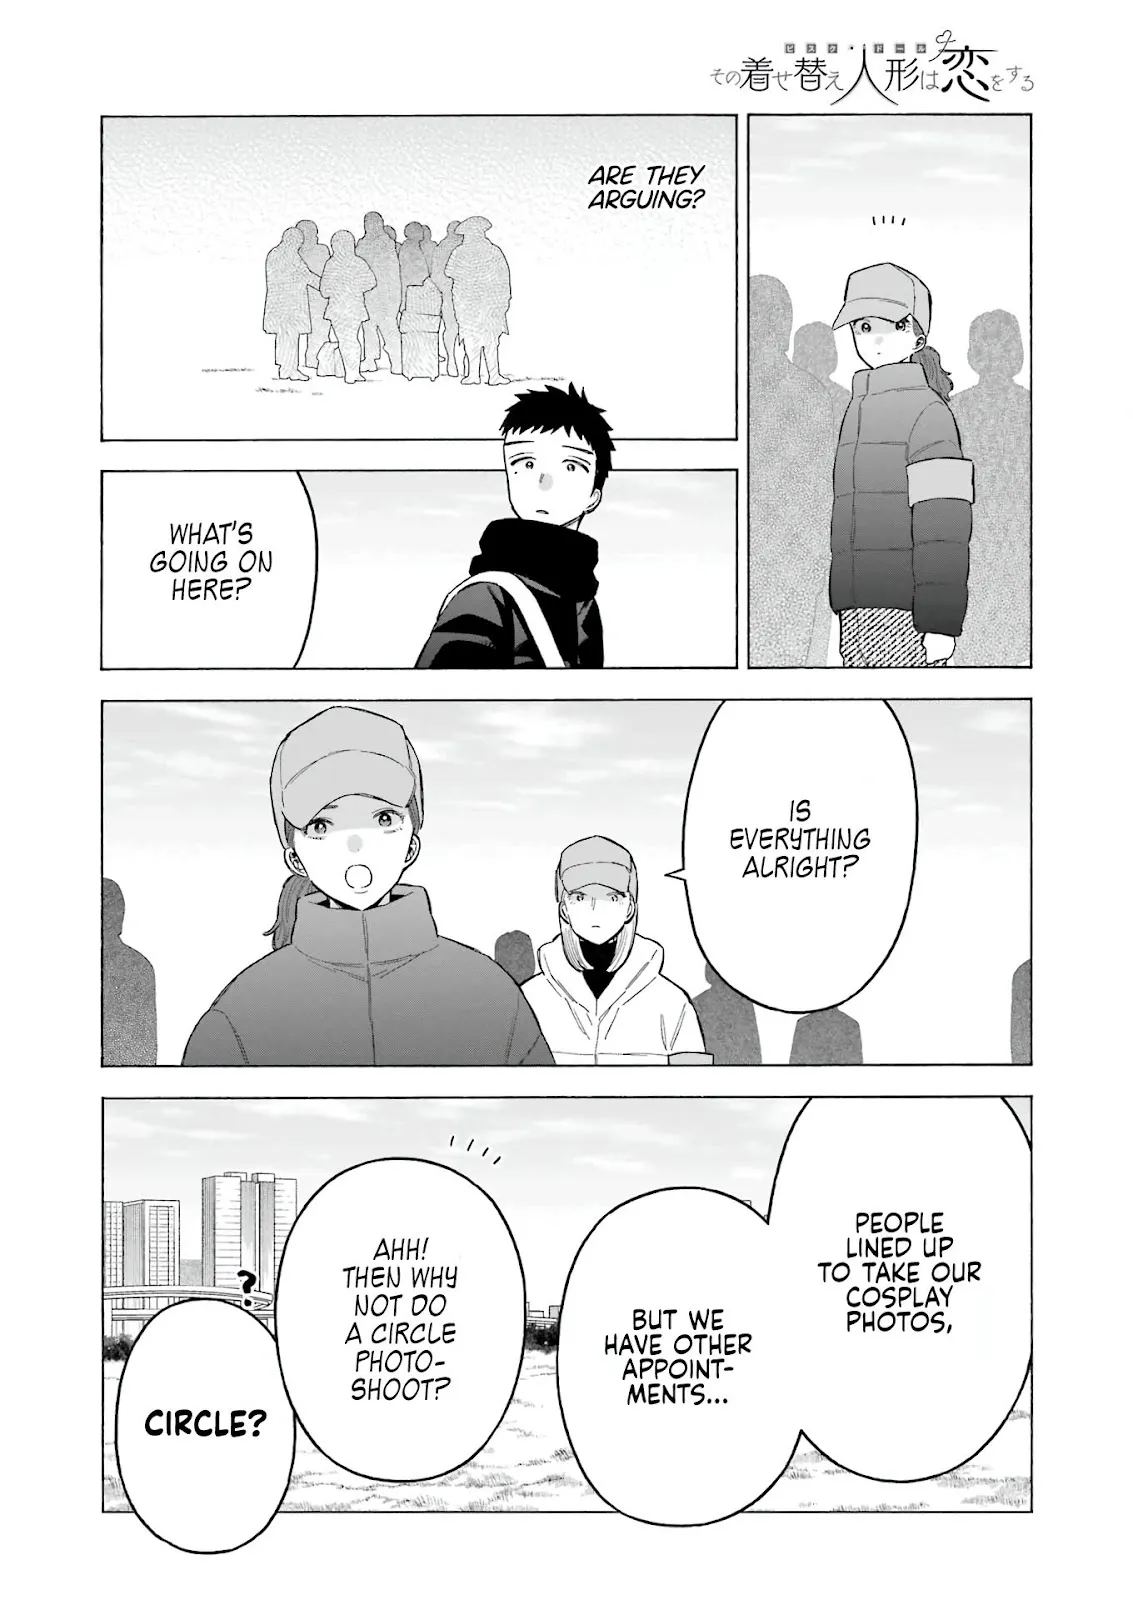 ビスク・ドール
その着せ替え人形は恋をする
ARE THEY
ARGUING?
WHAT'S
GOING ON
HERE?
IS
EVERYTHING
ALRIGHT?
PEOPLE
LINED UP
TO TAKE OUR
COSPLAY
PHOTOS,
BUT WE
HAVE OTHER
APPOINT-
MENTS...
AHH!
THEN WHY
NOT DO
A CIRCLE
PHOTO-
SHOOT?
?
CIRCLE?